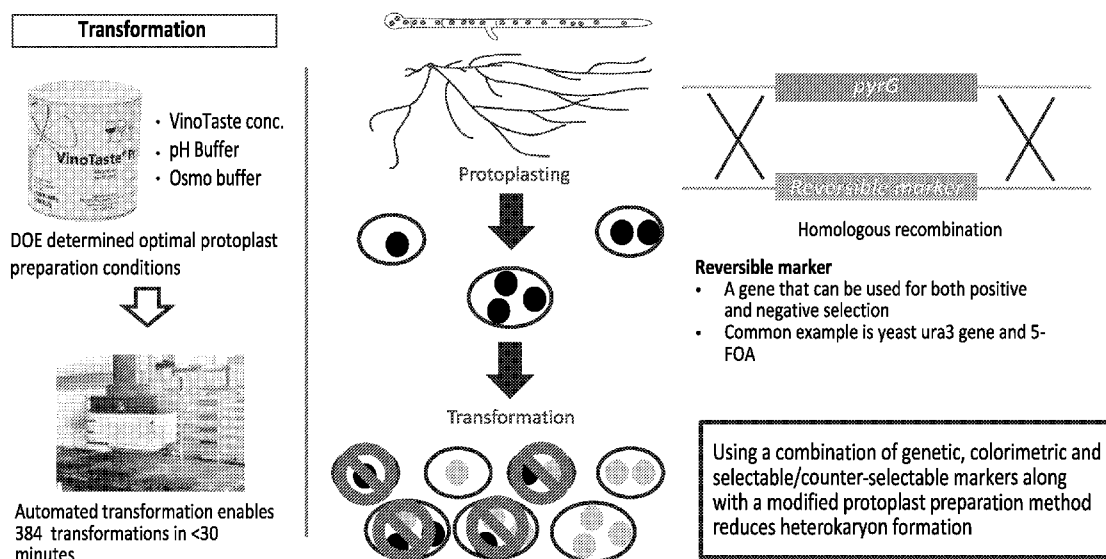 Transformation
VinoTaste®P
• VinoTaste conc.
• pH Buffer
• Osmo buffer
DOE determined optimal protoplast
preparation conditions
Automated transformation enables
384 transformations in <30
minutes
Protoplasting
Transformation
pyrG
Reversible marker
Homologous recombination
Reversible marker
• A gene that can be used for both positive
and negative selection
• Common example is yeast ura3 gene and 5-
FOA
Using a combination of genetic, colorimetric and
selectable/counter-selectable markers along
with a modified protoplast preparation method
reduces heterokaryon formation